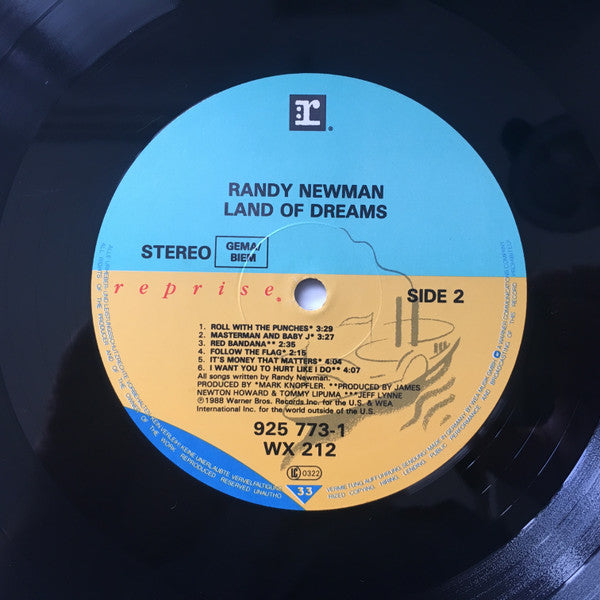 r
RANDY NEWMAN
LAND OF DREAMS
STEREO
GEMA/
BIEM
reprise®
SIDE 2
1. ROLL WITH THE PUNCHES* 3:29
2. MASTERMAN AND BABY J* 3:27
3. RED BANDANA** 2:35
4. FOLLOW THE FLAG* 2:15
5. IT'S MONEY THAT MATTERS* 4:04
6. I WANT YOU TO HURT LIKE I DO** 4:07
All songs written by Randy Newman.
PRODUCED BY *MARK KNOPFLER, **PRODUCED BY JAMES
NEWTON HOWARD & TOMMY LIPUMA, ***JEFF LYNNE
℗1988 Warner Bros. Records Inc. for the U.S. & WEA
International Inc. for the world outside of the U.S.
925 773-1
WX 212
LC 0322
33